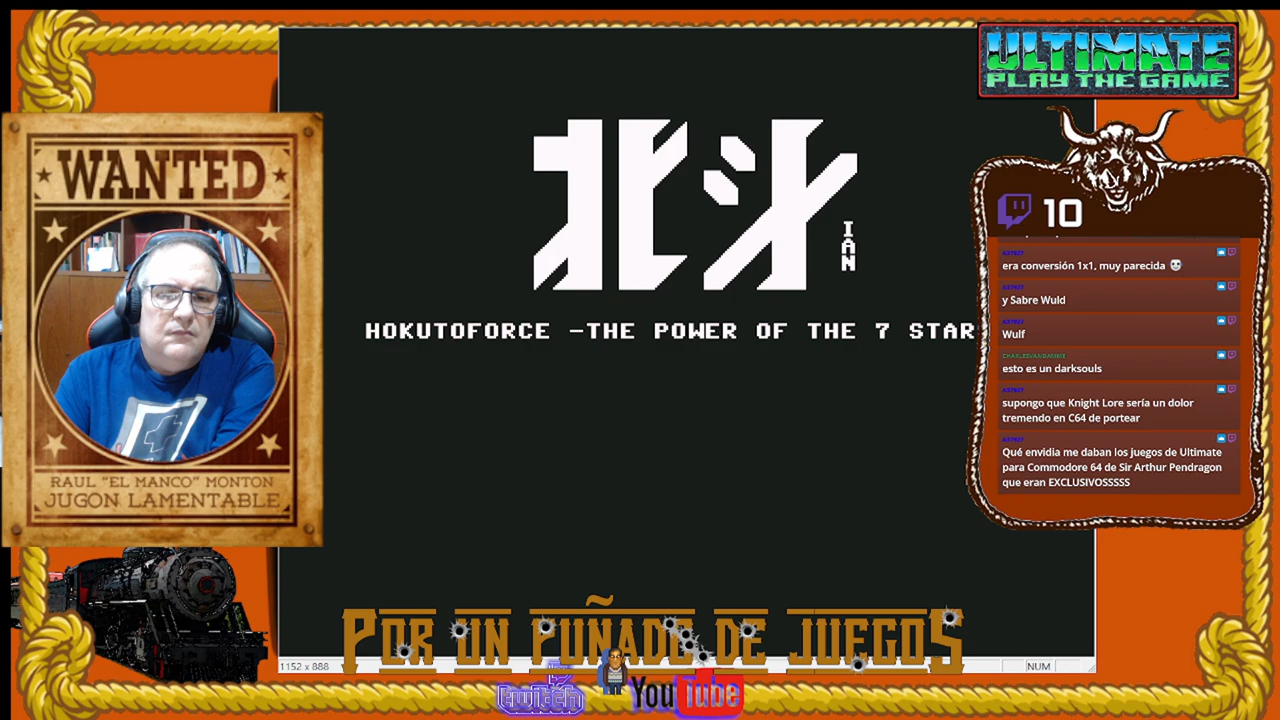 ULTIMATE
PLAY THE GAME
WANTED
RAUL "EL MANCO" MONTON
JUGON LAMENTABLE
北斗
IAN
HOKUTOFORCE -THE POWER OF THE 7 STAR
10
era conversión 1x1, muy parecida
y Sabre Wuld
Wulf
CHARLESVANDAMME
esto es un darksouls
supongo que Knight Lore sería un dolor
tremendo en C64 de portear
Qué envidia me daban los juegos de Ultimate
para Commodore 64 de Sir Arthur Pendragon
que eran EXCLUSIVOSSSSS
POR UN PUÑADO DE JUEGOS
1152 x 888
NUM
twitch
YouTube